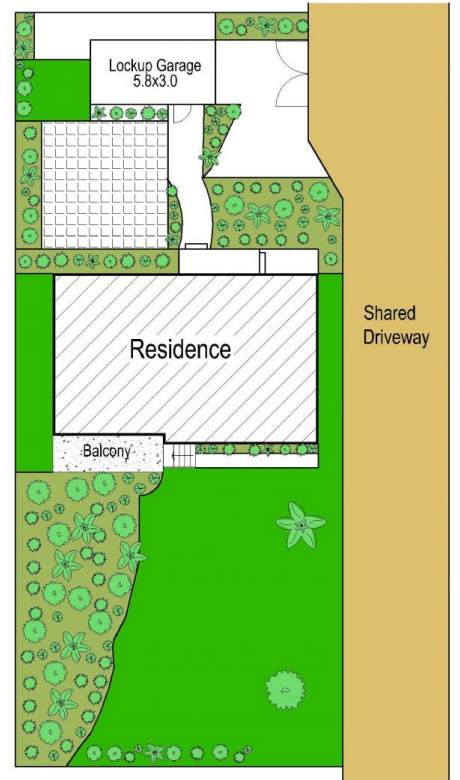 Lockup Garage
5.8x3.0
Shared
Driveway
Residence
Balcony